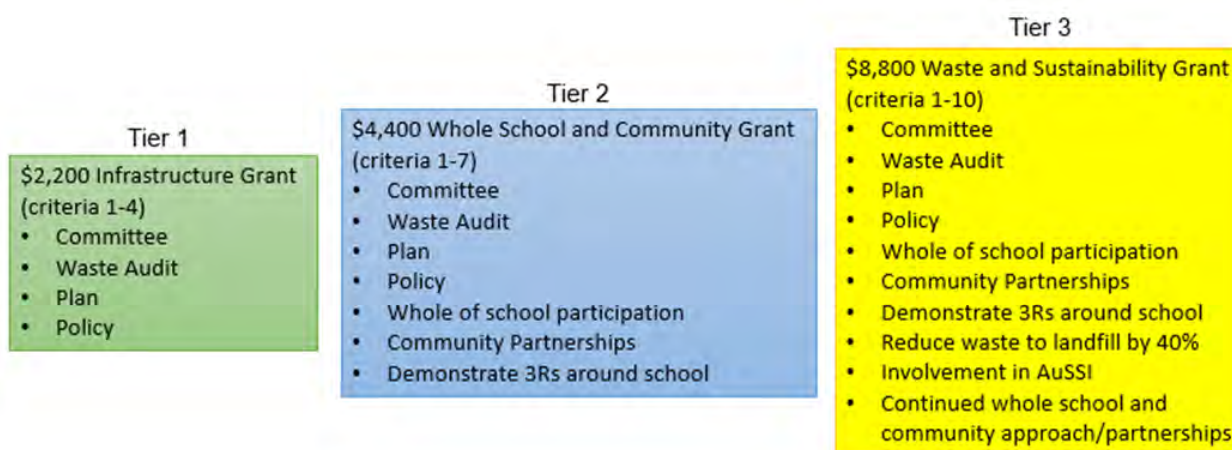 Tier 1
$2,200 Infrastructure Grant
(criteria 1-4)
• Committee
• Waste Audit
• Plan
• Policy
Tier 2
$4,400 Whole School and Community Grant
(criteria 1-7)
• Committee
• Waste Audit
• Plan
• Policy
• Whole of school participation
• Community Partnerships
• Demonstrate 3Rs around school
Tier 3
$8,800 Waste and Sustainability Grant
(criteria 1-10)
• Committee
• Waste Audit
• Plan
• Policy
• Whole of school participation
• Community Partnerships
• Demonstrate 3Rs around school
• Reduce waste to landfill by 40%
• Involvement in AuSSI
• Continued whole school and
community approach/partnerships